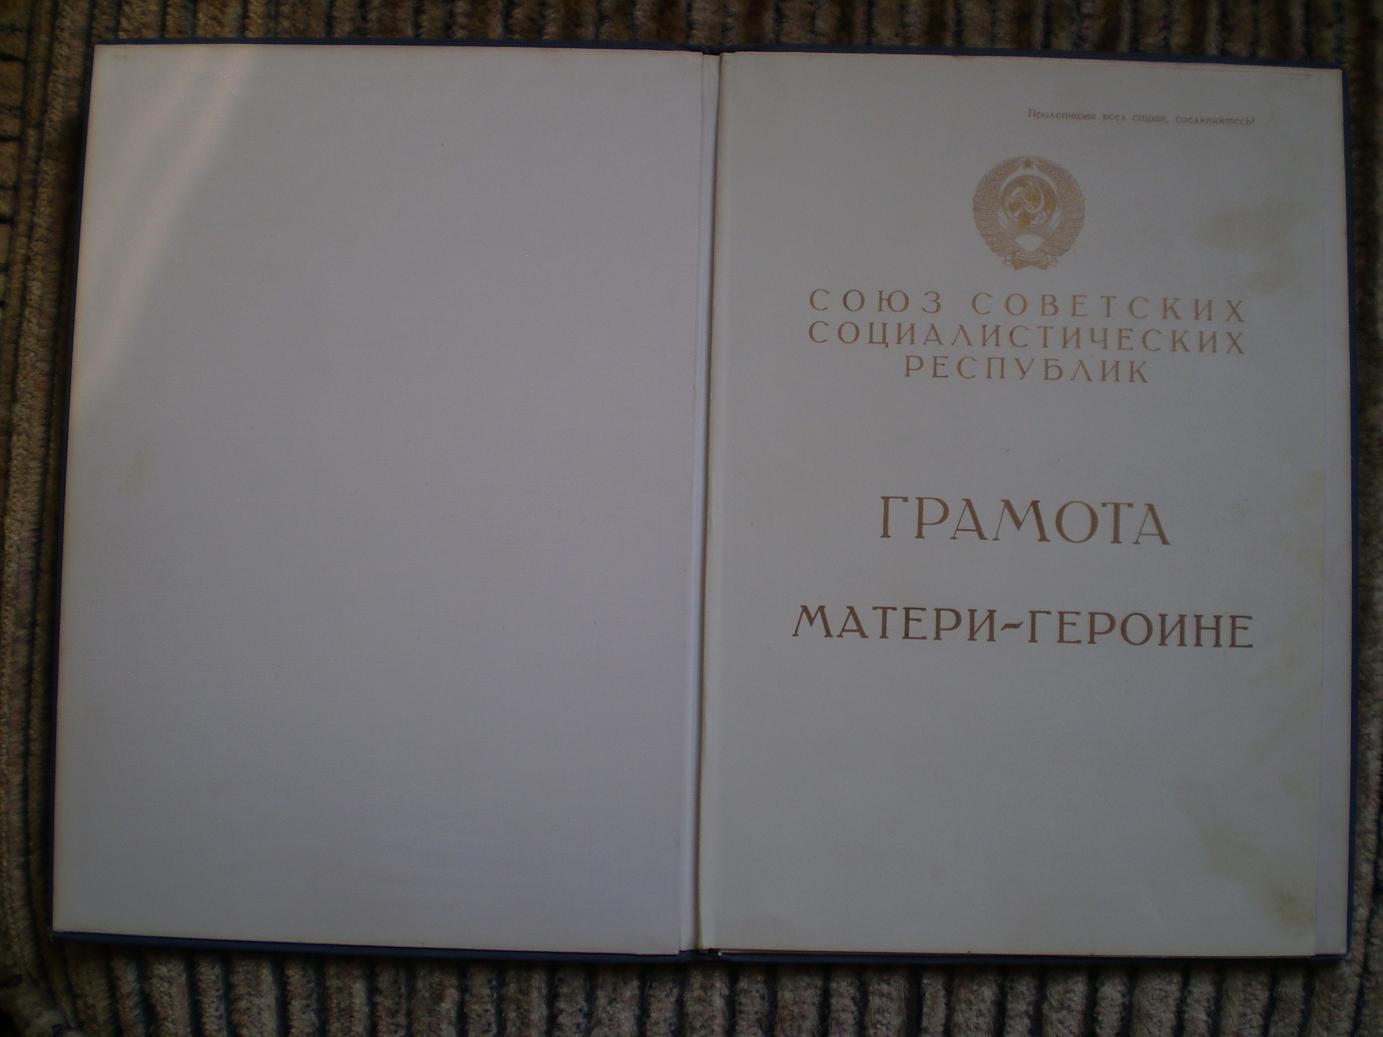 Пролетарии всех стран, соединяйтесь!
СОЮЗ СОВЕТСКИХ
СОЦИАЛИСТИЧЕСКИХ
РЕСПУБЛИК
ГРАМОТА
МАТЕРИ-ГЕРОИНЕ